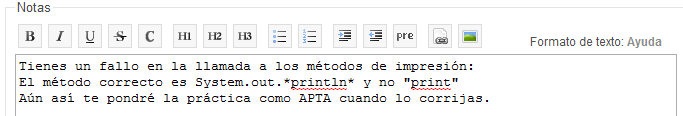 Notas
B I U S C H1 H2 H3 pre
Formato de texto: Ayuda
Tienes un fallo en la llamada a los métodos de impresión:
El método correcto es System.out.*println* y no "print"
Aún así te pondré la práctica como APTA cuando lo corrijas.